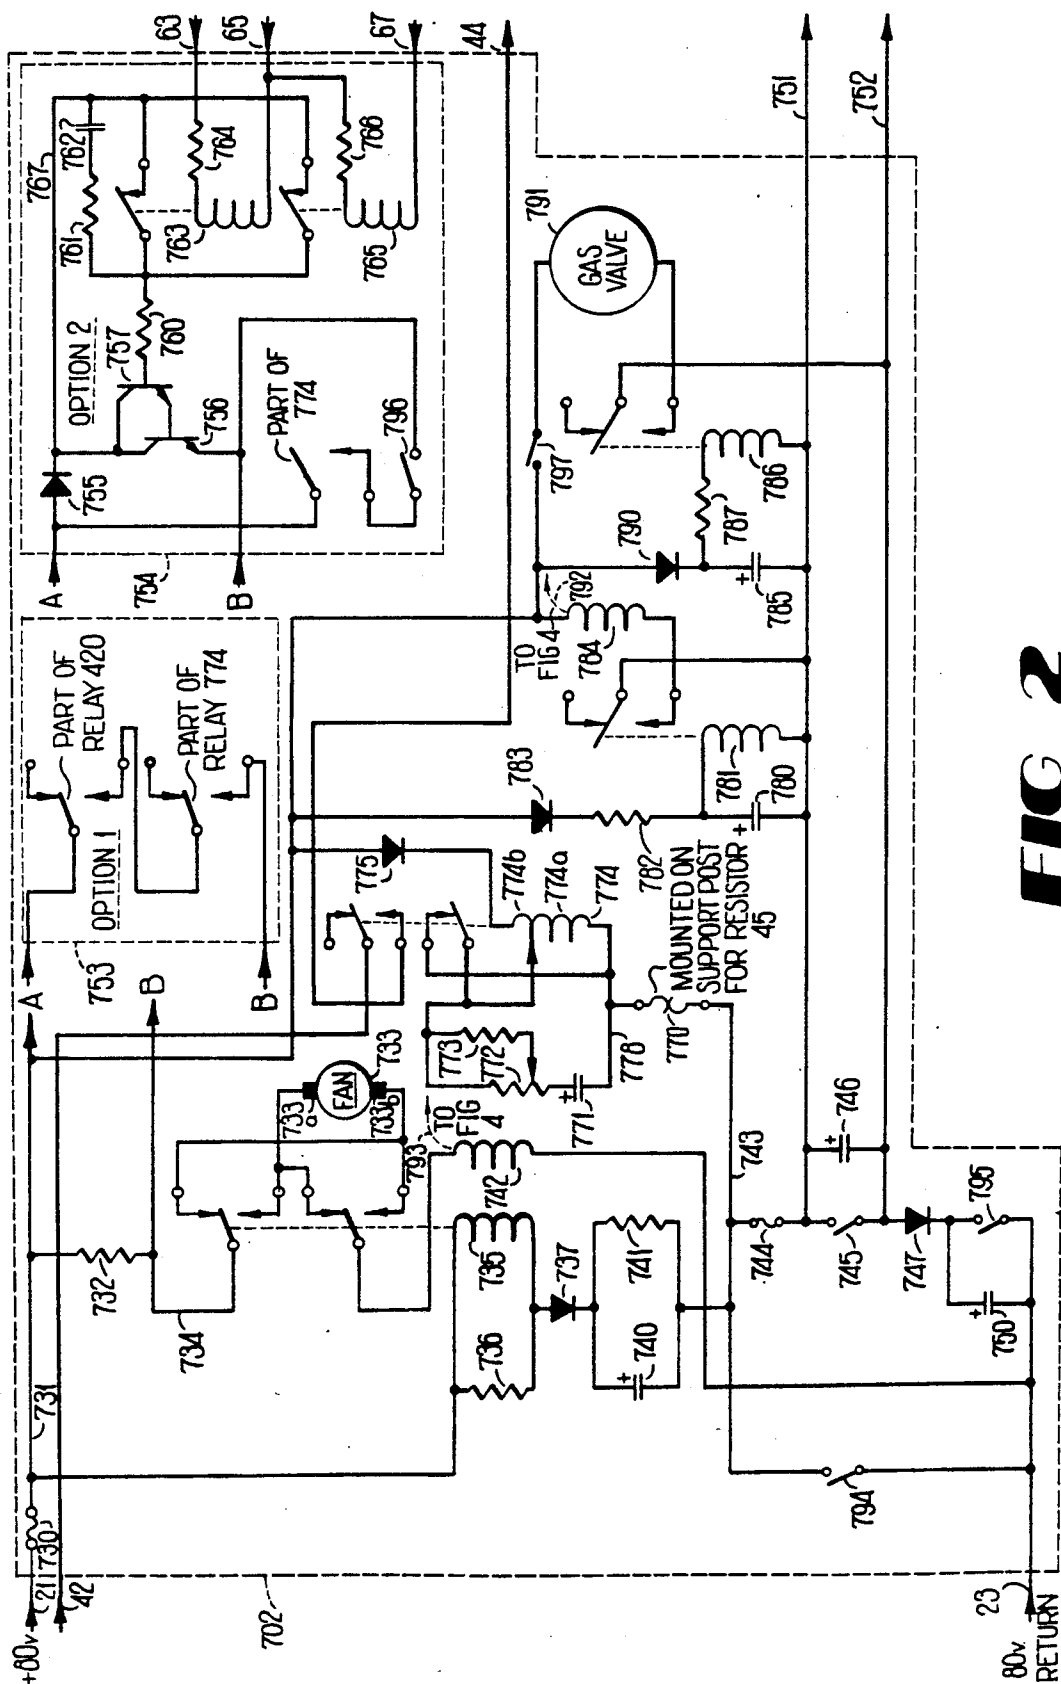 +80v.
21
730
731
42
702
732
734
B
A
733
733
a
733
b
FAN
793
TO
FIG
4
735
742
736
737
740
741
+
743
744
745
+
746
747
+
750
795
794
23
80v.
RETURN
753
OPTION 1
PART OF
RELAY 420
PART OF
RELAY 774
A
B
775
774b
774a
774
773
772
+
771
778
770
MOUNTED ON
SUPPORT POST
FOR RESISTOR
45
783
782
+
780
781
TO
FIG 4
792
784
790
+
785
787
786
797
791
GAS
VALVE
754
A
B
755
OPTION 2
757
756
760
PART OF
774
796
761
762
767
763
764
765
766
63
65
67
44
751
752
FIG 2